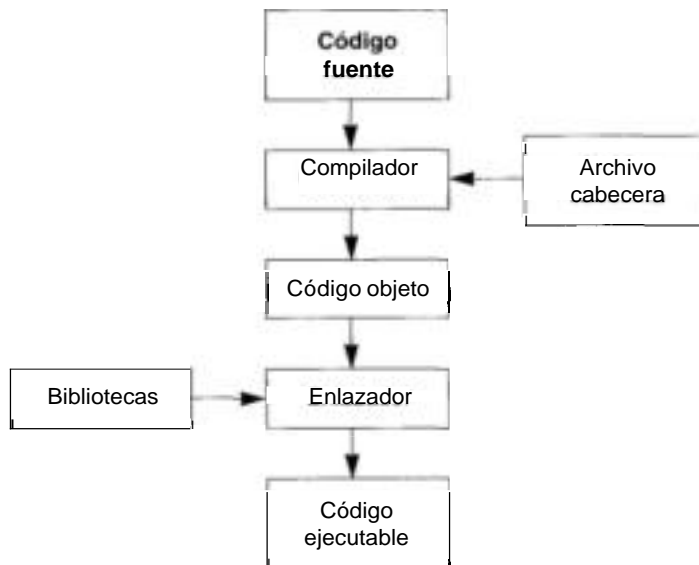 Código
fuente
Compilador
Archivo
cabecera
Código objeto
Bibliotecas
Enlazador
Código
ejecutable